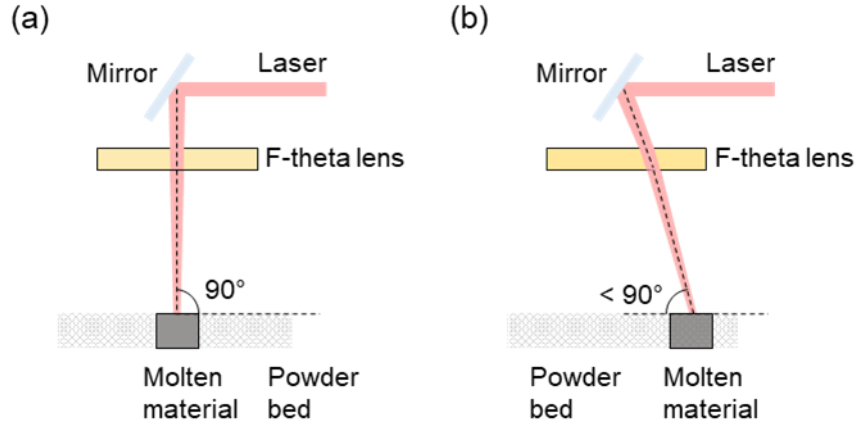 (a)
Mirror
Laser
F-theta lens
90°
Molten
material
Powder
bed
(b)
Mirror
Laser
F-theta lens
< 90°
Powder
bed
Molten
material